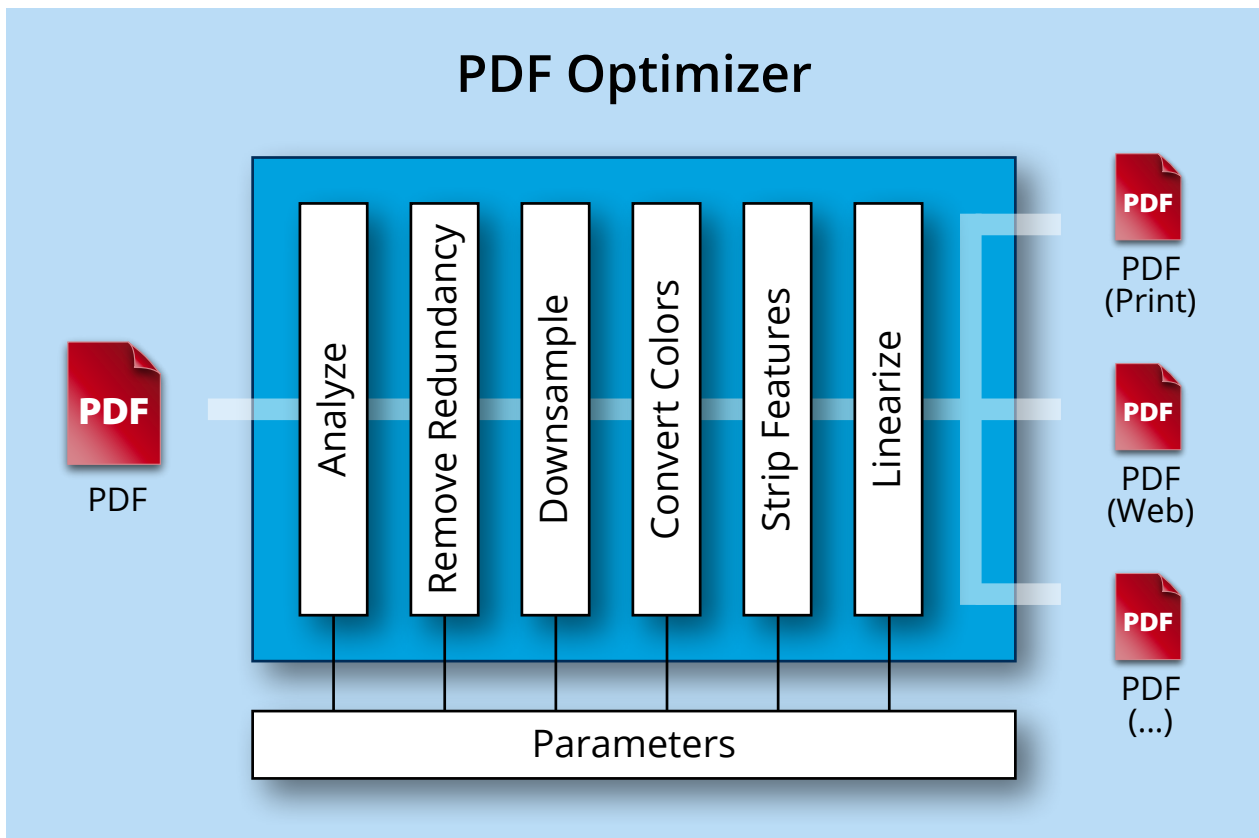 PDF Optimizer
PDF
PDF
Analyze
Remove Redundancy
Downsample
Convert Colors
Strip Features
Linearize
Parameters
PDF
PDF
(Print)
PDF
PDF
(Web)
PDF
PDF
(...)